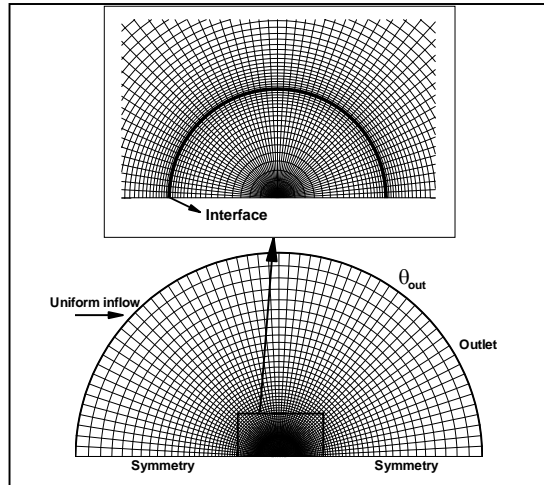 Interface
θout
Uniform inflow
Outlet
Symmetry
Symmetry